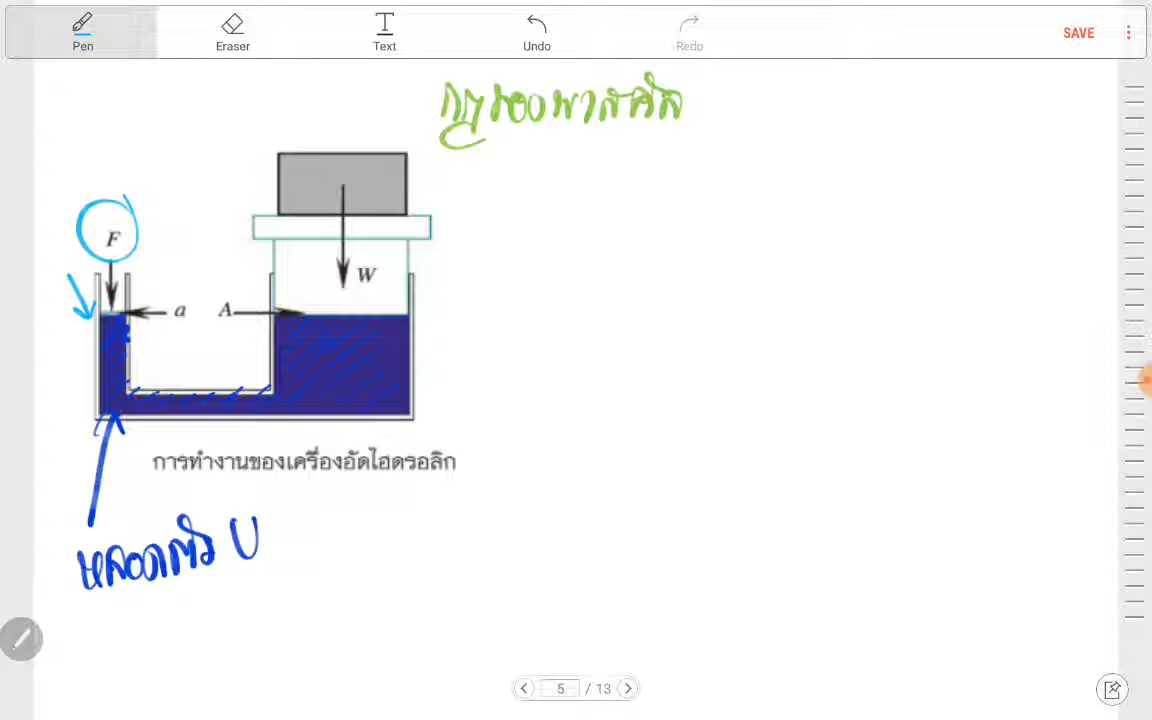 Pen
Eraser
Text
Undo
Redo
SAVE
กฎของพาสคัล
F
W
a
A
การทำงานของเครื่องอัดไฮดรอลิก
หลอดตัว U
5 / 13